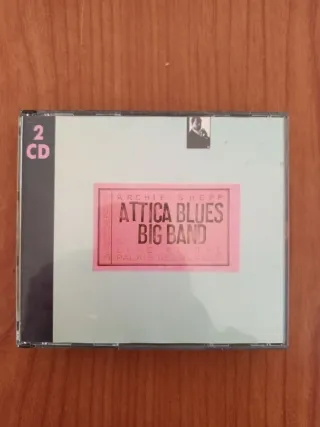 2
CD
ARCHIE SHEPP
ATTICA BLUES
BIG BAND